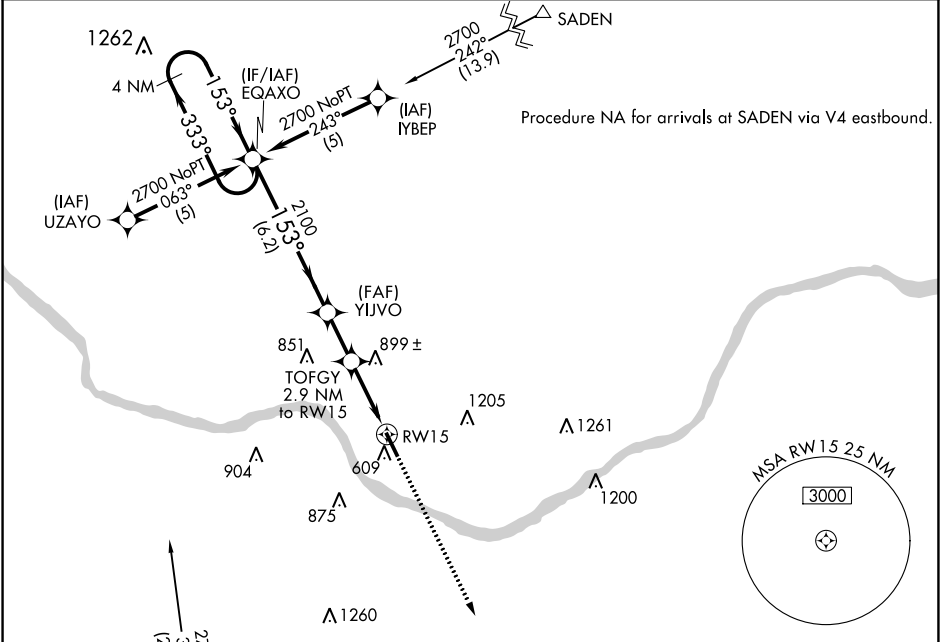 SADEN
2700
242°
(13.9)
1262
4 NM
153°
333°
(IF/IAF)
EQAXO
2700 NoPT
243°
(5)
(IAF)
IYBEP
Procedure NA for arrivals at SADEN via V4 eastbound.
2700 NoPT
063°
(5)
(IAF)
UZAYO
2100
153°
(6.2)
(FAF)
YIJVO
851
899 ±
TOFGY
2.9 NM
to RW15
1205
1261
RW15
904
609
875
1200
MSA RW15 25 NM
3000
1260